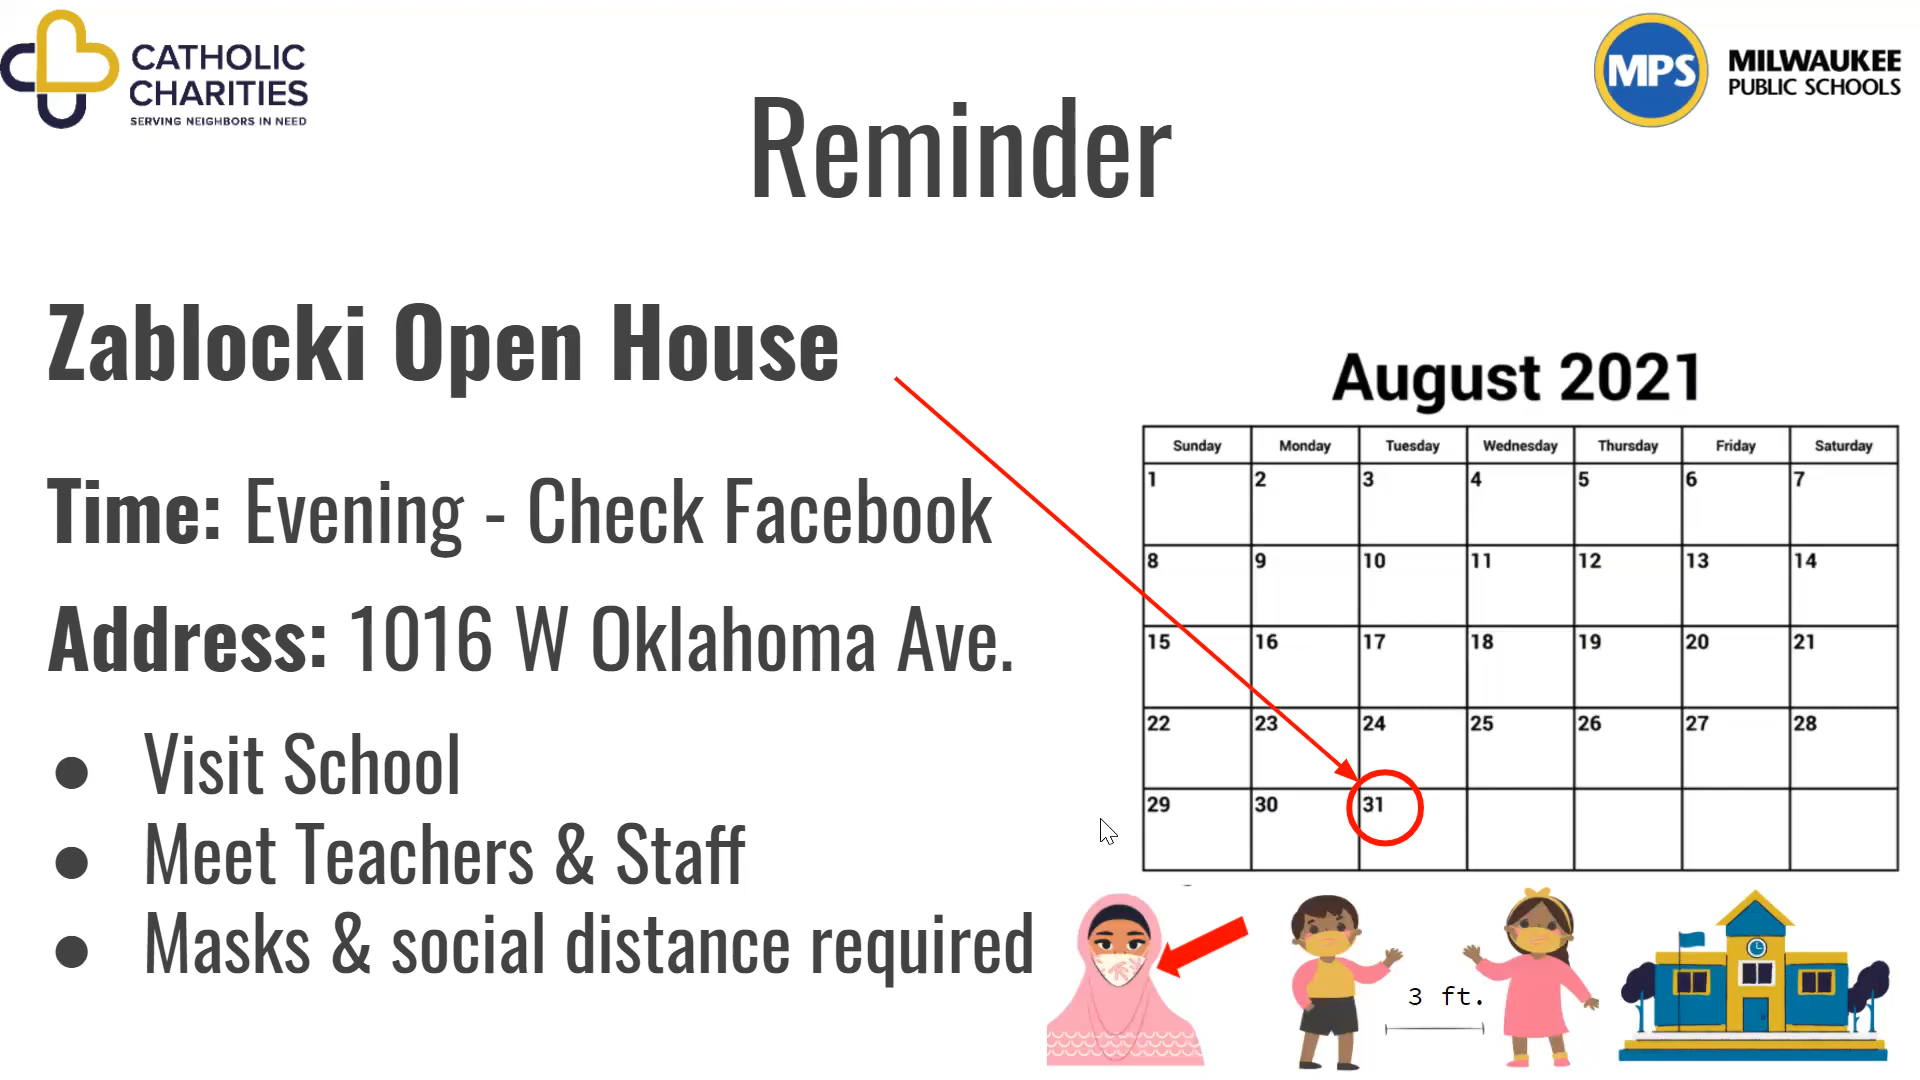 CATHOLIC
CHARITIES
SERVING NEIGHBORS IN NEED
MPS
MILWAUKEE
PUBLIC SCHOOLS
Reminder
Zablocki Open House
Time: Evening - Check Facebook
Address: 1016 W Oklahoma Ave.
● Visit School
● Meet Teachers & Staff
● Masks & social distance required
August 2021
Sunday Monday Tuesday Wednesday Thursday Friday Saturday
1 2 3 4 5 6 7
8 9 10 11 12 13 14
15 16 17 18 19 20 21
22 23 24 25 26 27 28
29 30 31
3 ft.